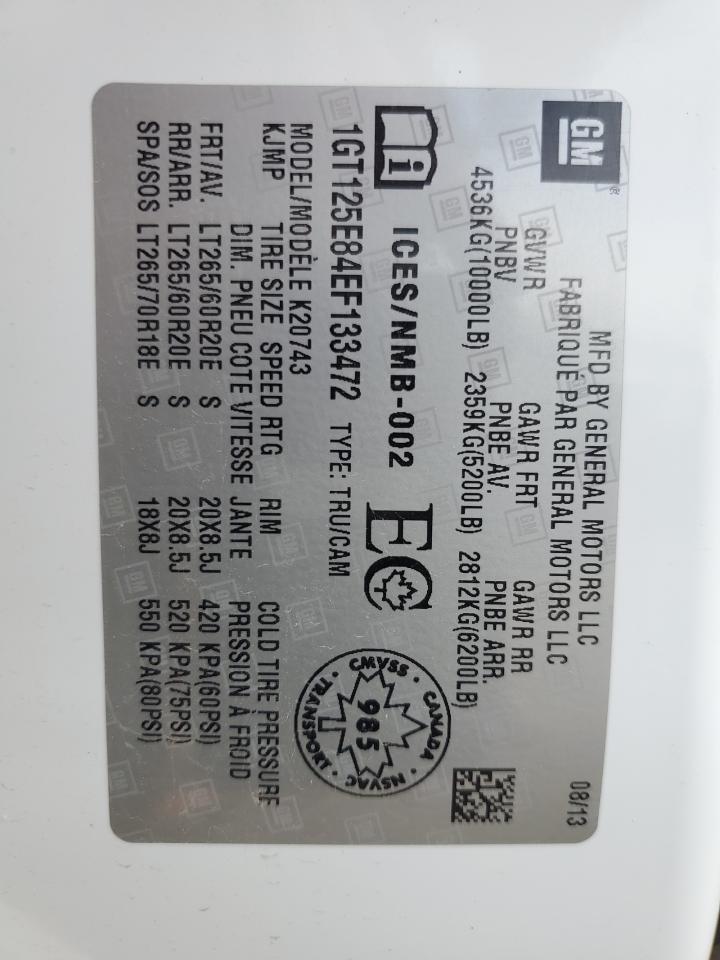 GM
MFD BY GENERAL MOTORS LLC 08/13
FABRIQUÉ PAR GENERAL MOTORS LLC
GVWR GAWR FRT GAWR RR
PNBV PNBE AV. PNBE ARR.
4536KG(10000LB) 2359KG(5200LB) 2812KG(6200LB)
i ICES/NMB-002 EC
CMVSS · CANADA · NSVAC · TRANSPORT ·
985
1GT125E84EF133472 TYPE: TRU/CAM
MODEL/MODÈLE K20743
KJMP TIRE SIZE SPEED RTG RIM COLD TIRE PRESSURE
DIM. PNEU COTE VITESSE JANTE PRESSION À FROID
FRT/AV. LT265/60R20E S 20X8.5J 420 KPA(60PSI)
RR/ARR. LT265/60R20E S 20X8.5J 520 KPA(75PSI)
SPA/SOS LT265/70R18E S 18X8J 550 KPA(80PSI)